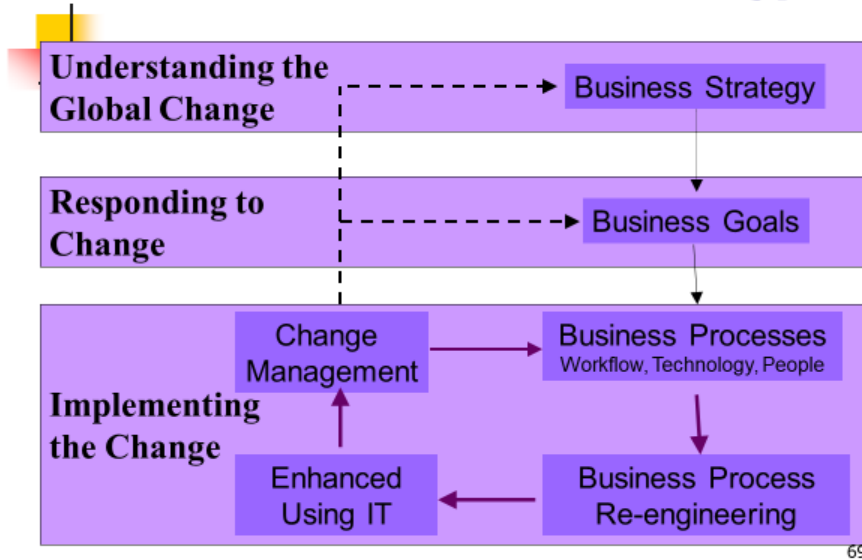 Understanding the
Global Change
Business Strategy
Responding to
Change
Business Goals
Change
Management
Business Processes
Workflow, Technology, People
Implementing
the Change
Enhanced
Using IT
Business Process
Re-engineering